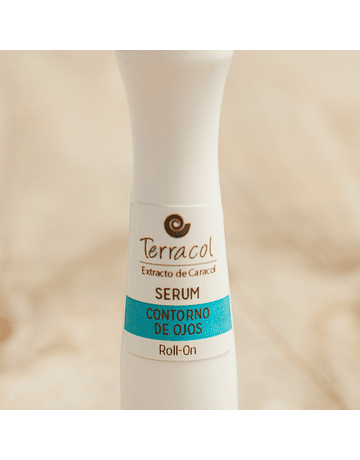 Terracol
Extracto de Caracol
SERUM
CONTORNO
DE OJOS
Roll-On